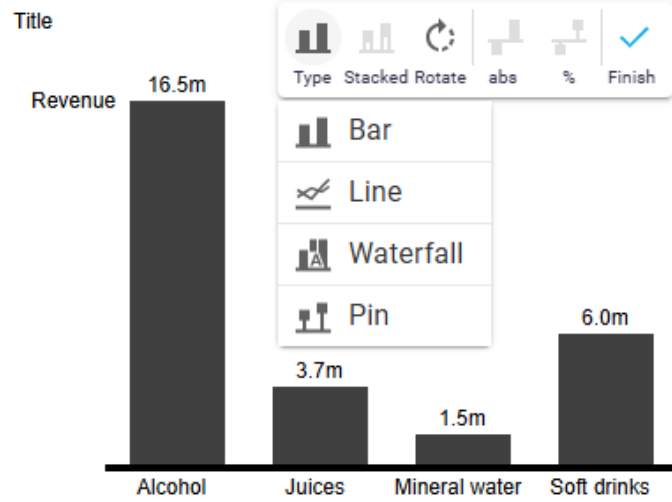 Title
Type Stacked Rotate abs % Finish
16.5m
Revenue
Bar
Line
Waterfall
Pin
6.0m
3.7m
1.5m
Alcohol Juices Mineral water Soft drinks